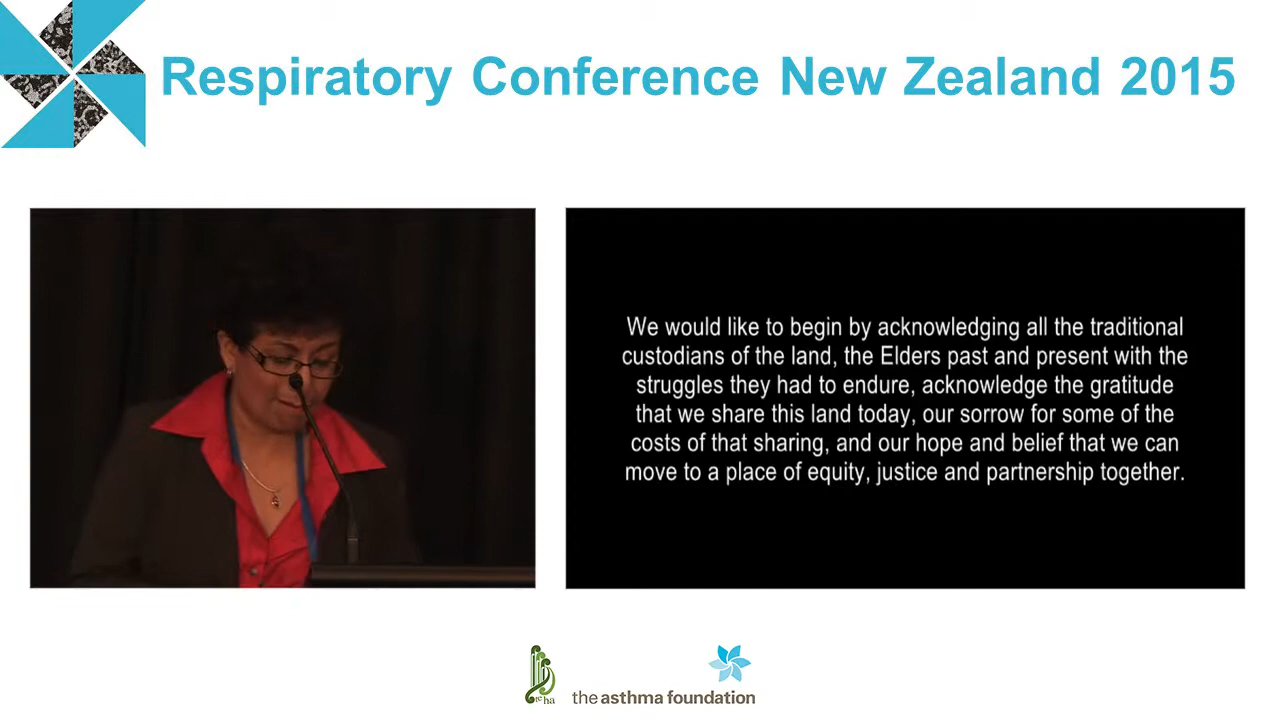 Respiratory Conference New Zealand 2015
We would like to begin by acknowledging all the traditional
custodians of the land, the Elders past and present with the
struggles they had to endure, acknowledge the gratitude
that we share this land today, our sorrow for some of the
costs of that sharing, and our hope and belief that we can
move to a place of equity, justice and partnership together.
te ha
the asthma foundation